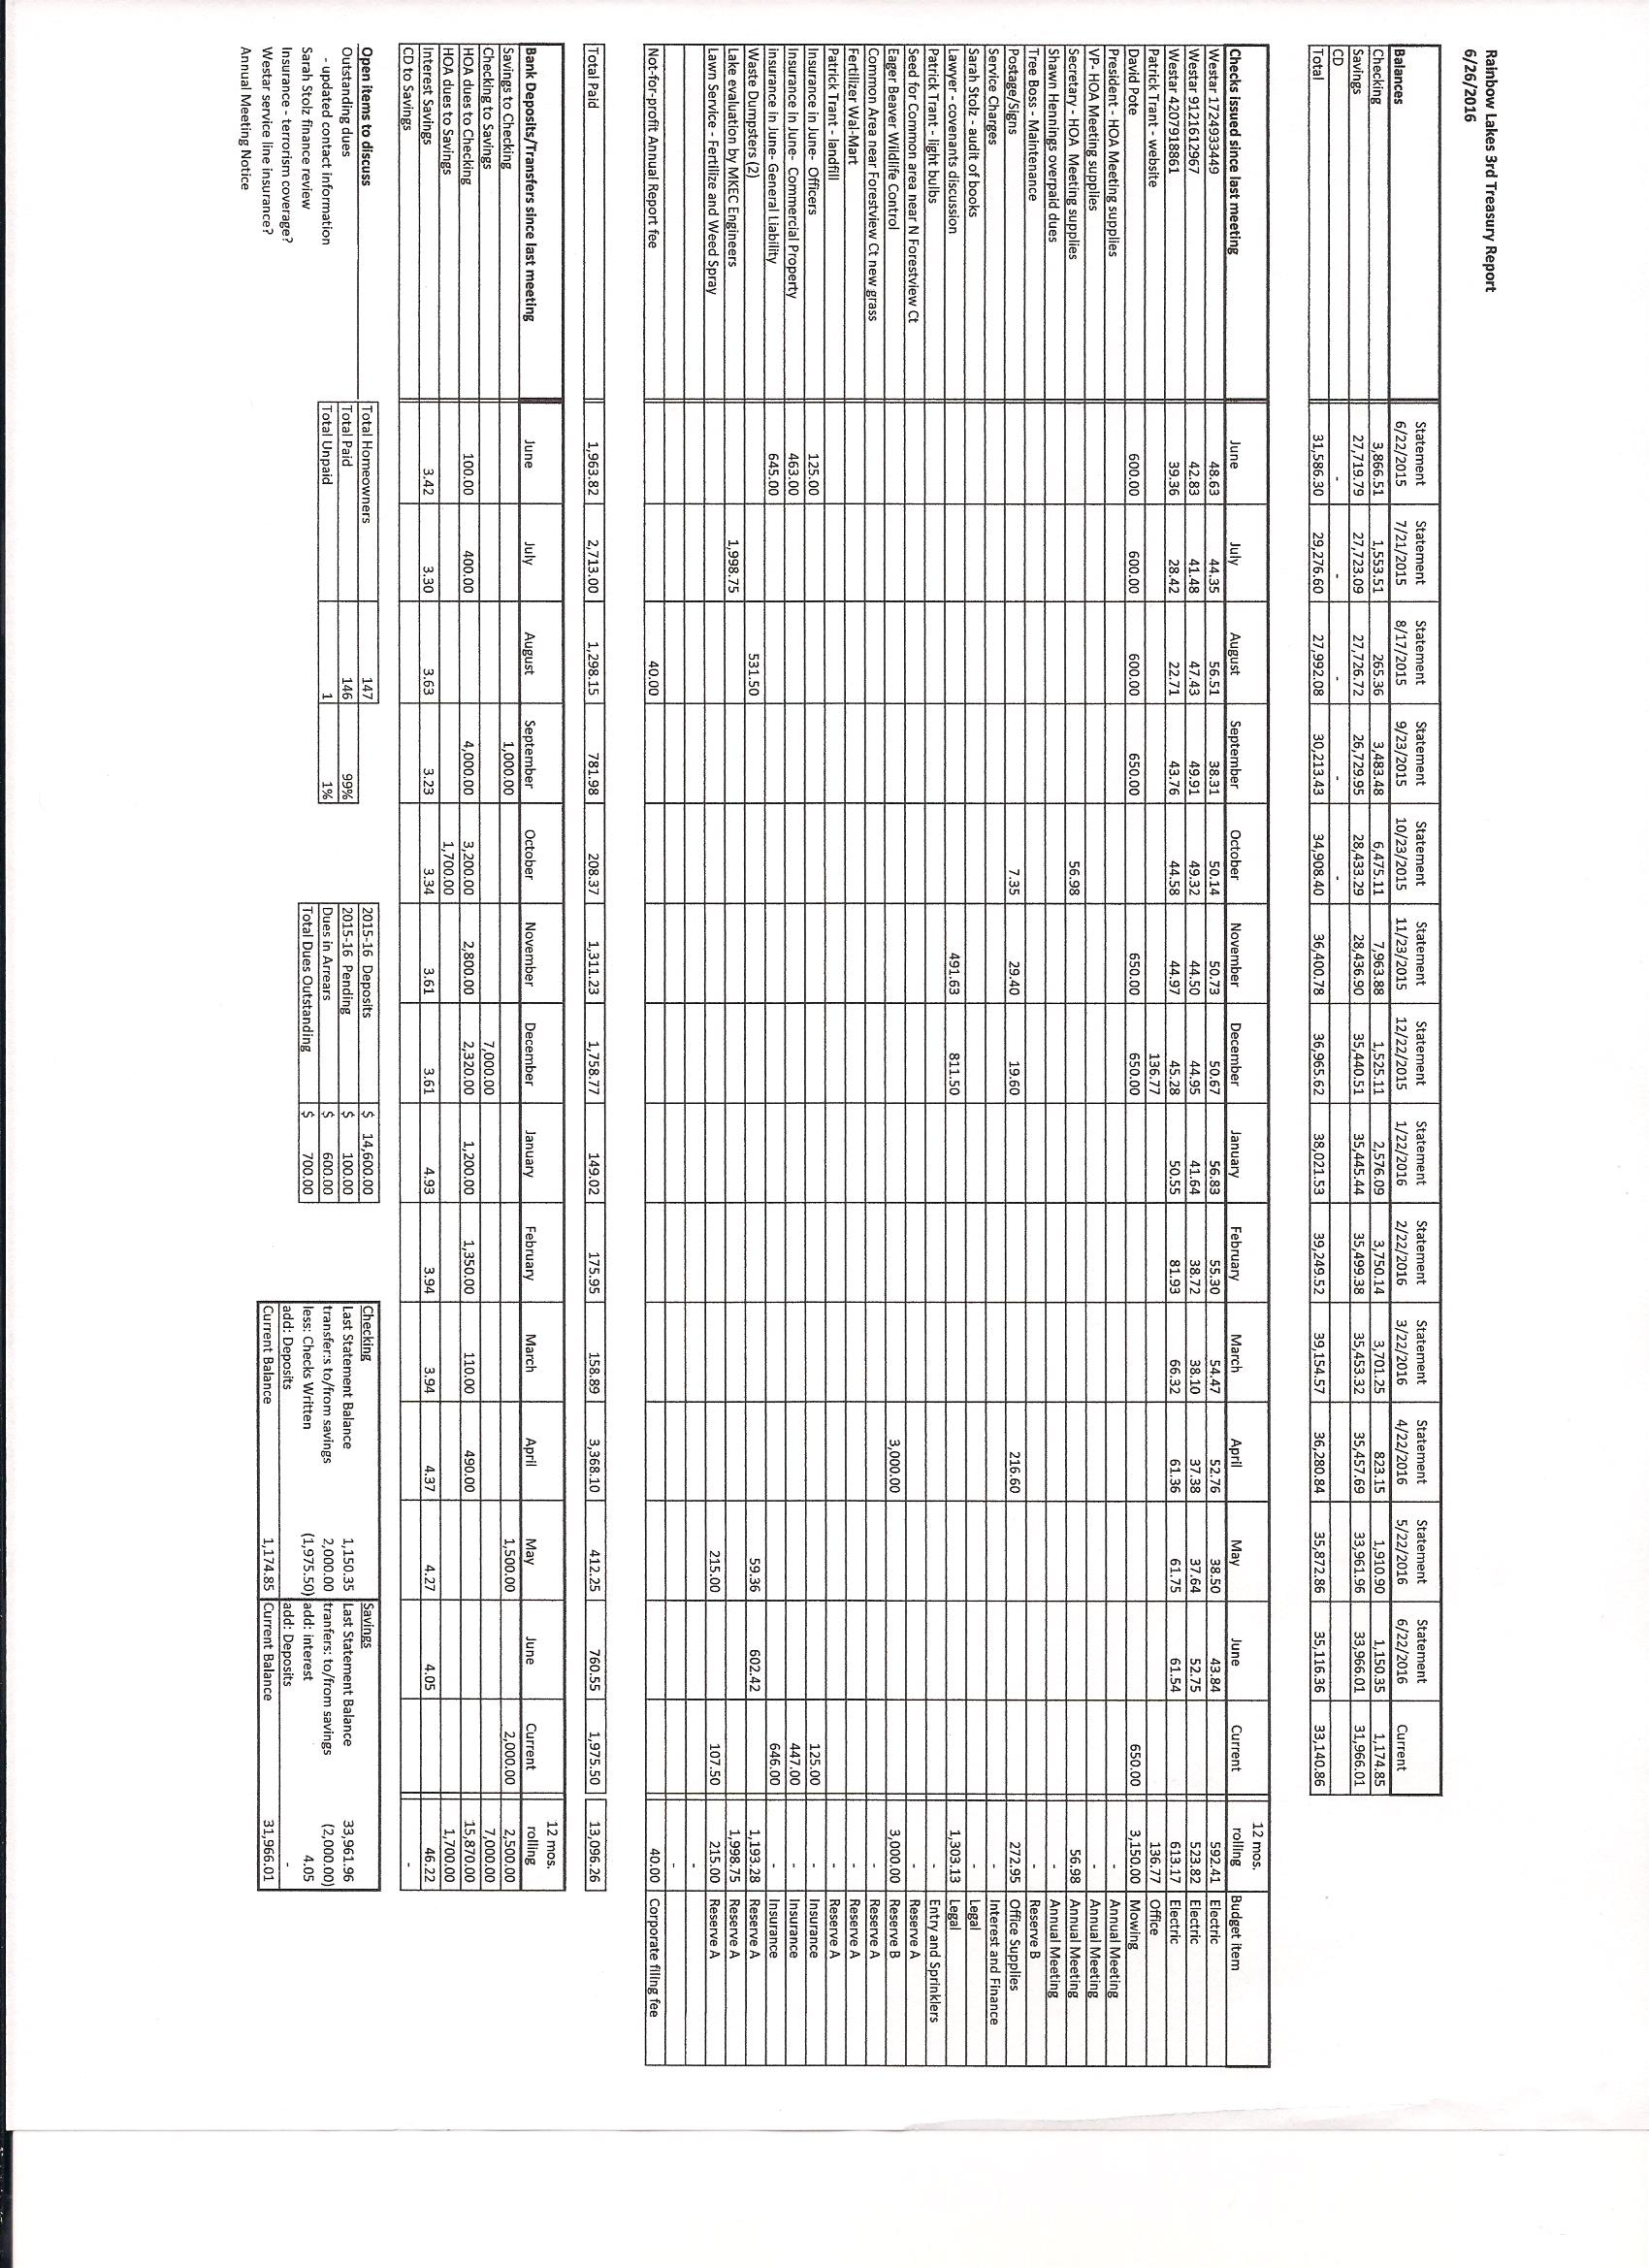 Rainbow Lakes 3rd Treasury Report
6/26/2016
Statement Statement Statement Statement Statement Statement Statement Statement Statement Statement Statement Statement Statement
Balances 6/22/2015 7/21/2015 8/17/2015 9/23/2015 10/23/2015 11/23/2015 12/22/2015 1/22/2016 2/22/2016 3/22/2016 4/22/2016 5/22/2016 6/22/2016 Current
Checking 3,866.51 1,553.51 265.36 3,483.48 6,475.11 7,963.88 1,525.11 2,576.09 3,750.14 3,701.25 823.15 1,910.90 1,150.35 1,174.85
Savings 27,719.79 27,723.09 27,726.72 26,729.95 28,433.29 28,436.90 35,440.51 35,445.44 35,499.38 35,453.32 35,457.69 33,961.96 33,966.01 31,966.01
CD - - - - -
Total 31,586.30 29,276.60 27,992.08 30,213.43 34,908.40 36,400.78 36,965.62 38,021.53 39,249.52 39,154.57 36,280.84 35,872.86 35,116.36 33,140.86
12 mos.
Checks issued since last meeting June July August September October November December January February March April May June Current rolling Budget item
Westar 1724933449 48.63 44.35 56.51 38.31 50.14 50.73 50.67 56.83 55.30 54.47 52.76 38.50 43.84 592.41 Electric
Westar 9121612967 42.83 41.48 47.43 49.91 49.32 44.50 44.95 41.64 38.72 38.10 37.38 37.64 52.75 523.82 Electric
Westar 4207918861 39.36 28.42 22.71 43.76 44.58 44.97 45.28 50.55 81.93 66.32 61.36 61.75 61.54 613.17 Electric
Patrick Trant - website 136.77 136.77 Office
David Pote 600.00 600.00 600.00 650.00 650.00 650.00 650.00 3,150.00 Mowing
President - HOA Meeting supplies - Annual Meeting
VP- HOA Meeting supplies - Annual Meeting
Secretary - HOA Meeting supplies 56.98 56.98 Annual Meeting
Shawn Hennings overpaid dues - Annual Meeting
Tree Boss - Maintenance Reserve B
Postage/Signs 7.35 29.40 19.60 216.60 272.95 Office Supplies
Service Charges - Interest and Finance
Sarah Stolz - audit of books - Legal
Lawyer - covenants discussion 491.63 811.50 1,303.13 Legal
Patrick Trant - light bulbs - Entry and Sprinklers
Seed for Common area near N Forestview Ct - Reserve A
Eager Beaver Wildlife Control 3,000.00 3,000.00 Reserve B
Common Area near Forestview Ct new grass - Reserve A
Fertilizer Wal-Mart - Reserve A
Patrick Trant - landfill - Reserve A
Insurance in June- Officers 125.00 125.00 - Insurance
Insurance in June- Commercial Property 463.00 447.00 - Insurance
insurance in June- General Liability 645.00 646.00 - Insurance
Waste Dumpsters (2) 531.50 59.36 602.42 1,193.28 Reserve A
Lake evaluation by MKEC Engineers 1,998.75 1,998.75 Reserve A
Lawn Service - Fertilize and Weed Spray 215.00 107.50 215.00 Reserve A
-
-
Not-for-profit Annual Report fee 40.00 40.00 Corporate filing fee
Total Paid 1,963.82 2,713.00 1,298.15 781.98 208.37 1,311.23 1,758.77 149.02 175.95 158.89 3,368.10 412.25 760.55 1,975.50 13,096.26
12 mos.
Bank Deposits/Transfers since last meeting June July August September October November December January February March April May June Current rolling
Savings to Checking 1,000.00 1,500.00 2,000.00 2,500.00
Checking to Savings 7,000.00 7,000.00
HOA dues to Checking 100.00 400.00 4,000.00 3,200.00 2,800.00 2,320.00 1,200.00 1,350.00 110.00 490.00 15,870.00
HOA dues to Savings 1,700.00 1,700.00
Interest Savings 3.42 3.30 3.63 3.23 3.34 3.61 3.61 4.93 3.94 3.94 4.37 4.27 4.05 46.22
CD to Savings -
Open items to discuss
Outstanding dues
- updated contact information
Sarah Stolz finance review
Insurance - terrorism coverage?
Westar service line insurance?
Annual Meeting Notice
Total Homeowners 147
Total Paid 146 99%
Total Unpaid 1 1%
2015-16 Deposits $ 14,600.00
2015-16 Pending $ 100.00
Dues in Arrears $ 600.00
Total Dues Outstanding $ 700.00
Checking
Last Statement Balance 1,150.35
transfer:s to/from savings 2,000.00
less: Checks Written (1,975.50)
add: Deposits
Current Balance 1,174.85
Savings
Last Statement Balance 33,961.96
tranfers: to/from savings (2,000.00)
add: interest 4.05
add: Deposits -
Current Balance 31,966.01